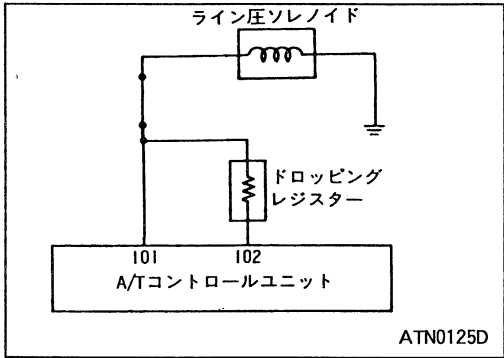 ライン圧ソレノイド
ドロッピング
レジスター
101 102
A/Tコントロールユニット
ATN0125D